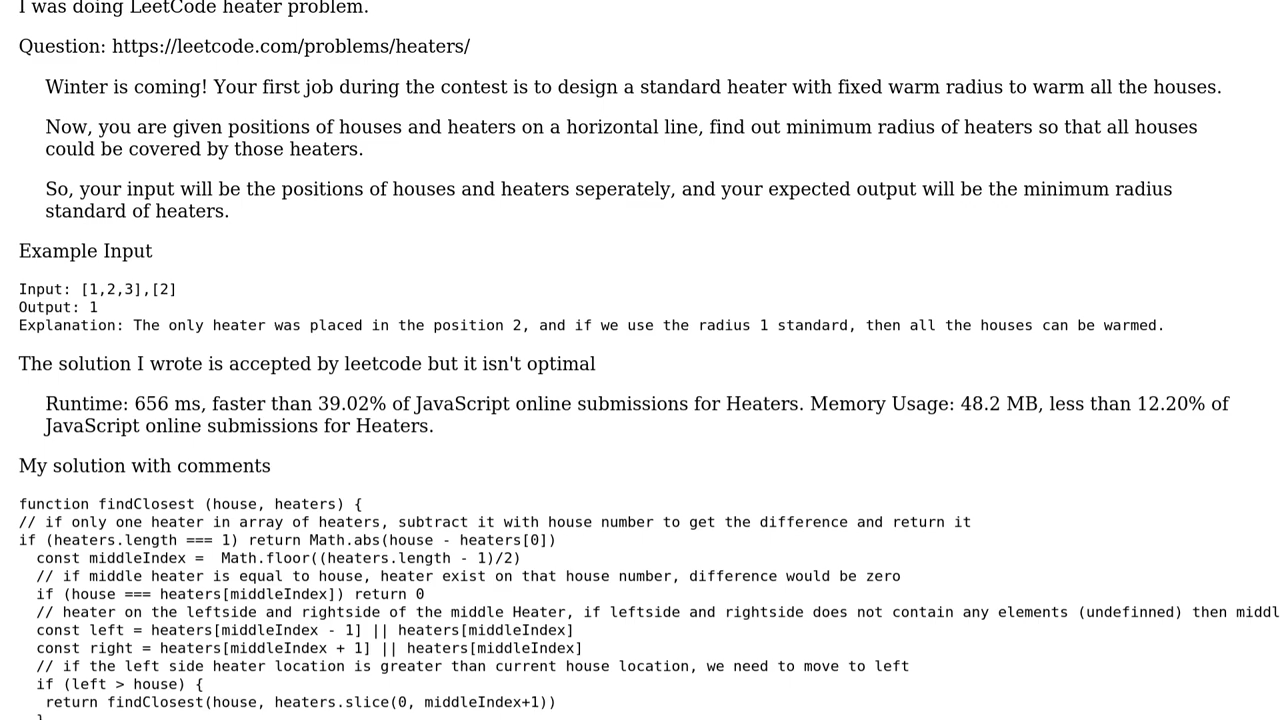 I was doing LeetCode heater problem.
Question: https://leetcode.com/problems/heaters/
Winter is coming! Your first job during the contest is to design a standard heater with fixed warm radius to warm all the houses.
Now, you are given positions of houses and heaters on a horizontal line, find out minimum radius of heaters so that all houses
could be covered by those heaters.
So, your input will be the positions of houses and heaters seperately, and your expected output will be the minimum radius
standard of heaters.
Example Input
Input: [1,2,3],[2]
Output: 1
Explanation: The only heater was placed in the position 2, and if we use the radius 1 standard, then all the houses can be warmed.
The solution I wrote is accepted by leetcode but it isn't optimal
Runtime: 656 ms, faster than 39.02% of JavaScript online submissions for Heaters. Memory Usage: 48.2 MB, less than 12.20% of
JavaScript online submissions for Heaters.
My solution with comments
function findClosest (house, heaters) {
// if only one heater in array of heaters, subtract it with house number to get the difference and return it
if (heaters.length === 1) return Math.abs(house - heaters[0])
  const middleIndex =  Math.floor((heaters.length - 1)/2)
  // if middle heater is equal to house, heater exist on that house number, difference would be zero
  if (house === heaters[middleIndex]) return 0
  // heater on the leftside and rightside of the middle Heater, if leftside and rightside does not contain any elements (undefinned) then middl
  const left = heaters[middleIndex - 1] || heaters[middleIndex]
  const right = heaters[middleIndex + 1] || heaters[middleIndex]
  // if the left side heater location is greater than current house location, we need to move to left
  if (left > house) {
   return findClosest(house, heaters.slice(0, middleIndex+1))
  }